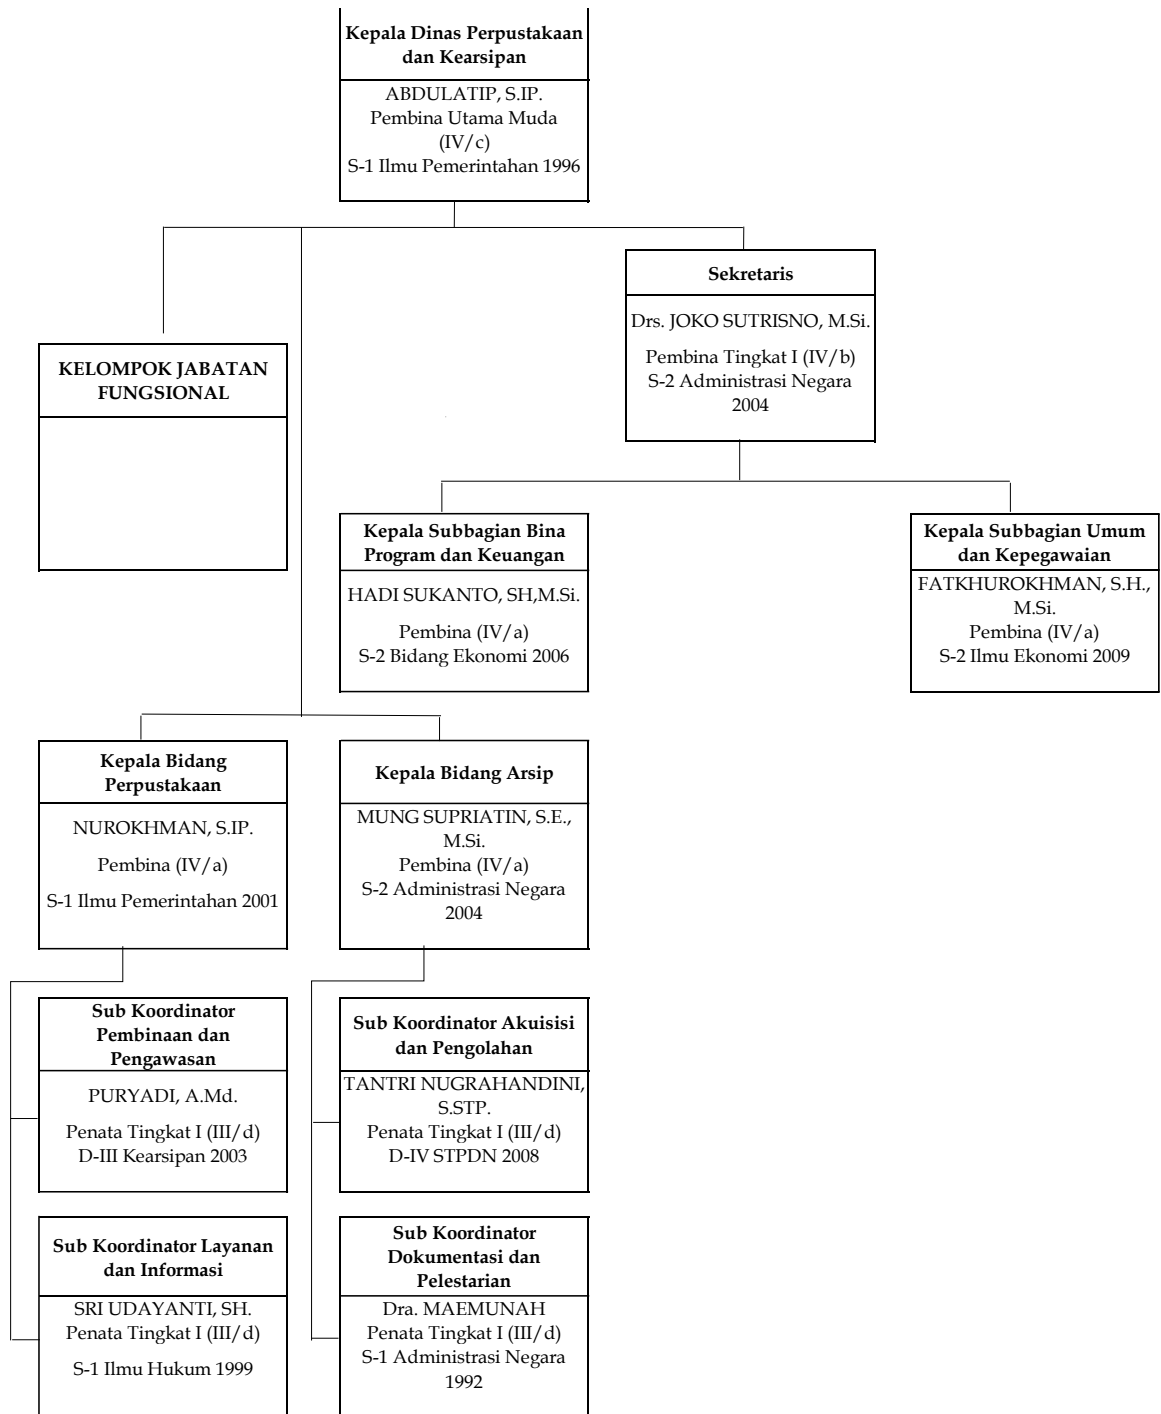 Kepala Dinas Perpustakaan
dan Kearsipan
ABDULATIP, S.IP.
Pembina Utama Muda
(IV/c)
S-1 Ilmu Pemerintahan 1996
Sekretaris
Drs. JOKO SUTRISNO, M.Si.
Pembina Tingkat I (IV/b)
S-2 Administrasi Negara
2004
KELOMPOK JABATAN
FUNGSIONAL
Kepala Subbagian Bina
Program dan Keuangan
HADI SUKANTO, SH,M.Si.
Pembina (IV/a)
S-2 Bidang Ekonomi 2006
Kepala Subbagian Umum
dan Kepegawaian
FATKHUROKHMAN, S.H.,
M.Si.
Pembina (IV/a)
S-2 Ilmu Ekonomi 2009
Kepala Bidang
Perpustakaan
NUROKHMAN, S.IP.
Pembina (IV/a)
S-1 Ilmu Pemerintahan 2001
Kepala Bidang Arsip
MUNG SUPRIATIN, S.E.,
M.Si.
Pembina (IV/a)
S-2 Administrasi Negara
2004
Sub Koordinator
Pembinaan dan
Pengawasan
PURYADI, A.Md.
Penata Tingkat I (III/d)
D-III Kearsipan 2003
Sub Koordinator Akuisisi
dan Pengolahan
TANTRI NUGRAHANDINI,
S.STP.
Penata Tingkat I (III/d)
D-IV STPDN 2008
Sub Koordinator Layanan
dan Informasi
SRI UDAYANTI, SH.
Penata Tingkat I (III/d)
S-1 Ilmu Hukum 1999
Sub Koordinator
Dokumentasi dan
Pelestarian
Dra. MAEMUNAH
Penata Tingkat I (III/d)
S-1 Administrasi Negara
1992